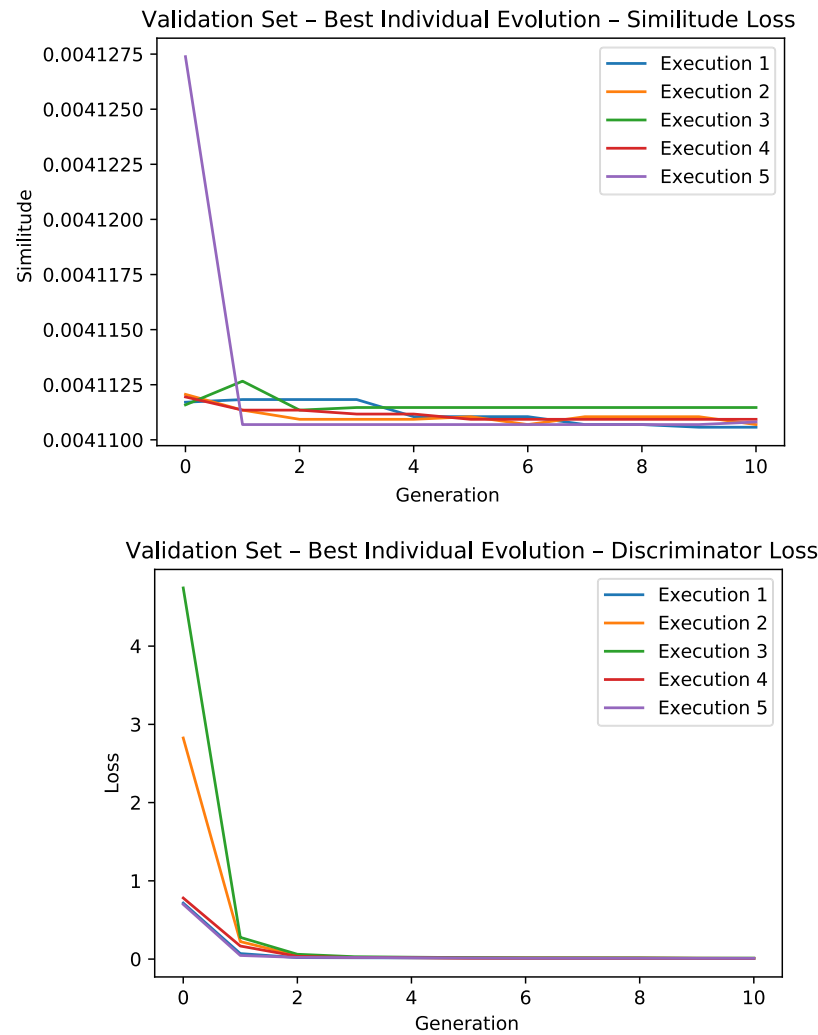 Validation Set – Best Individual Evolution – Similitude Loss
0.0041275
0.0041250
0.0041225
0.0041200
0.0041175
0.0041150
0.0041125
0.0041100
Similitude
Execution 1
Execution 2
Execution 3
Execution 4
Execution 5
0 2 4 6 8 10
Generation
Validation Set – Best Individual Evolution – Discriminator Loss
4
3
2
1
0
Loss
Execution 1
Execution 2
Execution 3
Execution 4
Execution 5
0 2 4 6 8 10
Generation